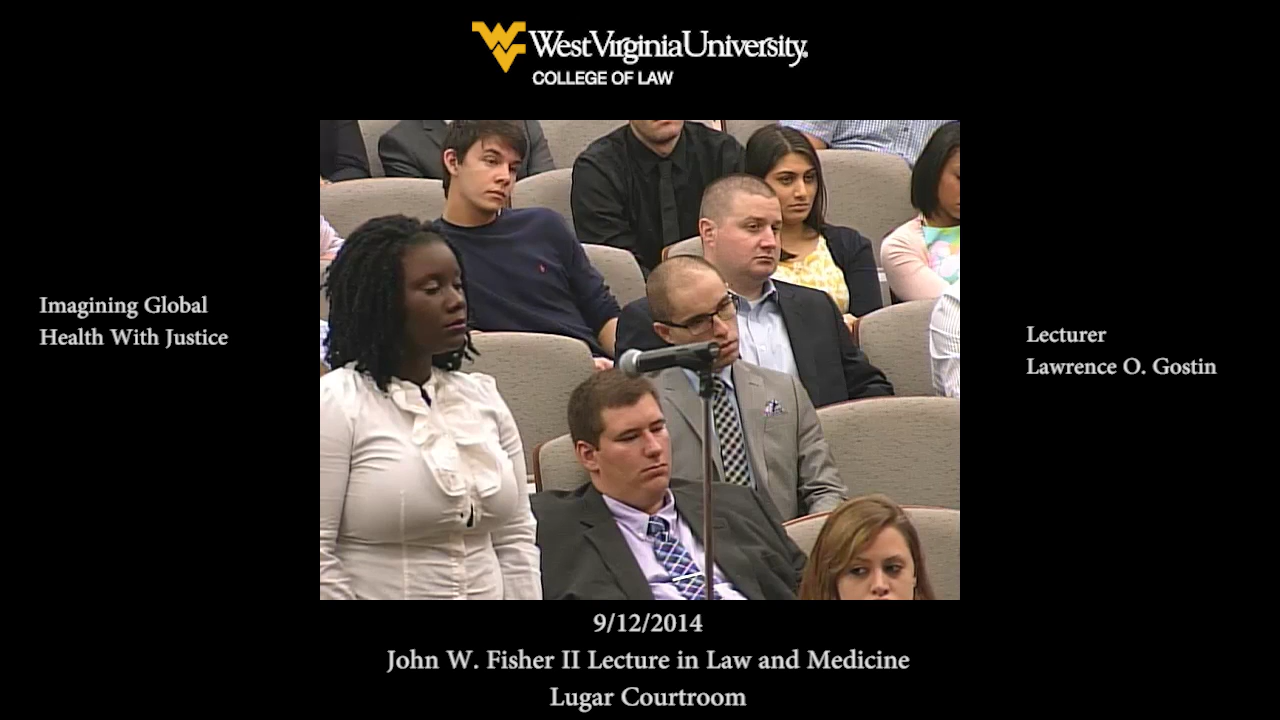 West Virginia University.
COLLEGE OF LAW
Imagining Global
Health With Justice
Lecturer
Lawrence O. Gostin
9/12/2014
John W. Fisher II Lecture in Law and Medicine
Lugar Courtroom